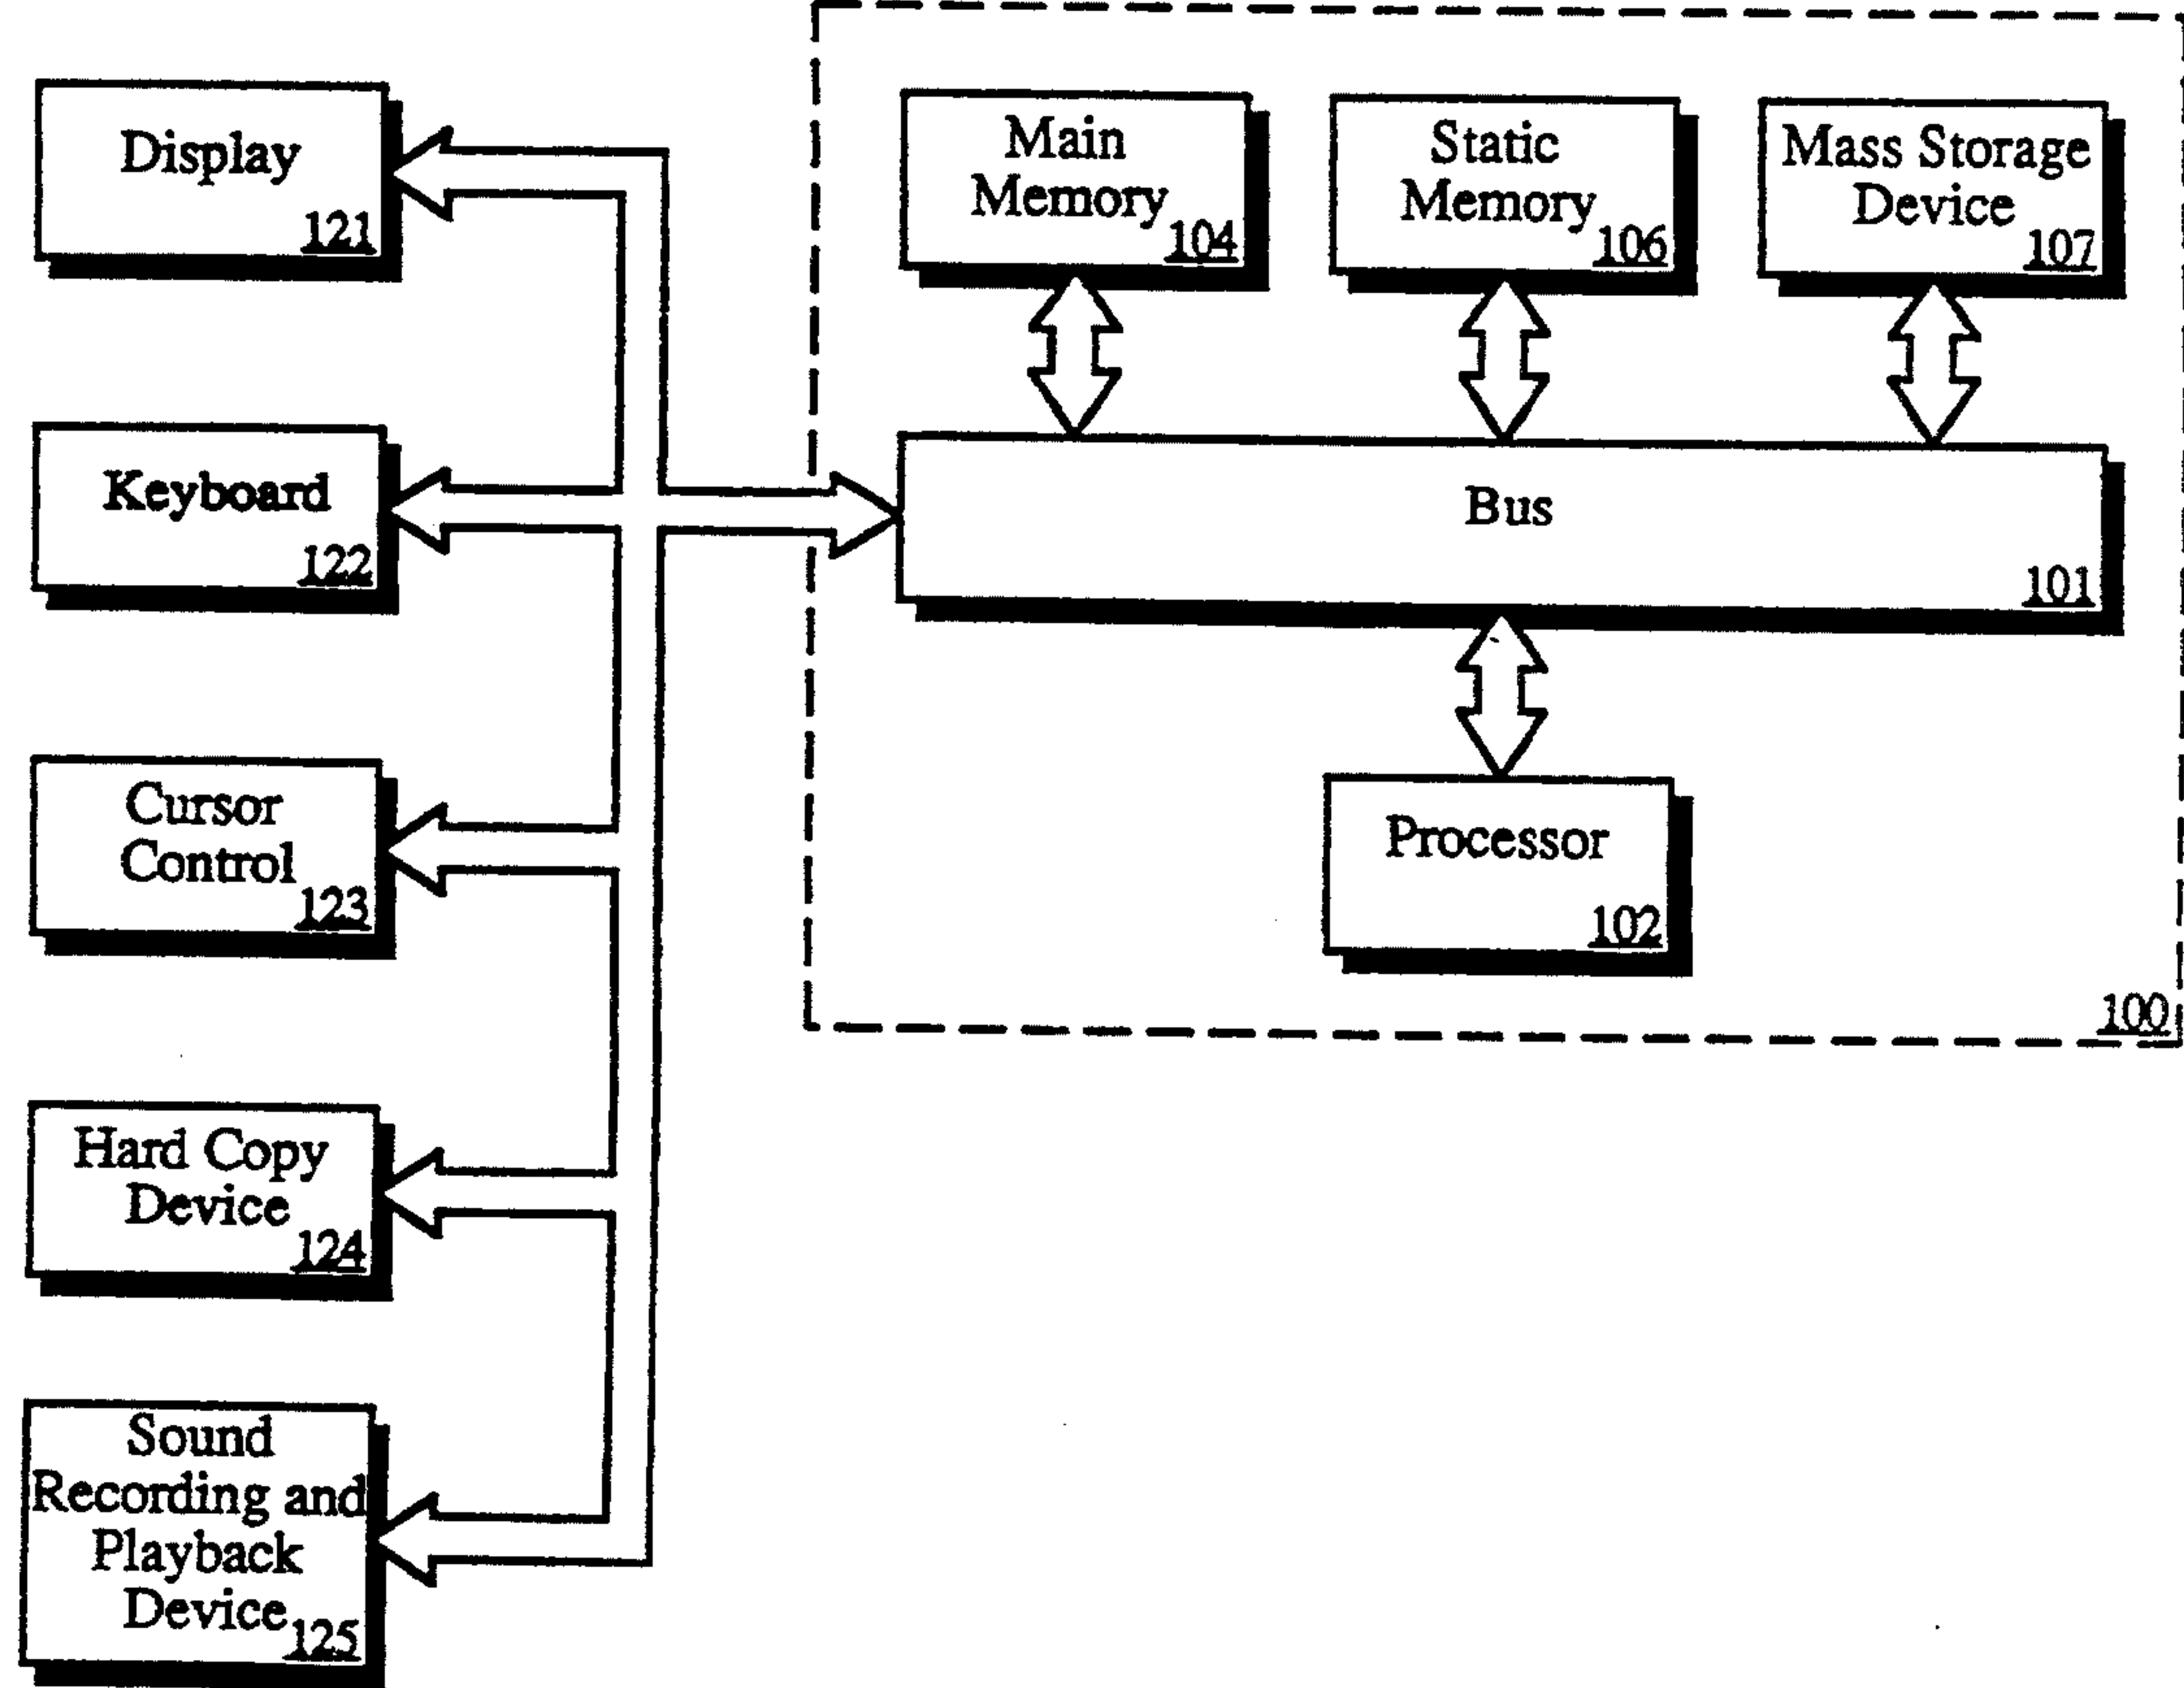 Display
121
Keyboard
122
Cursor
Control
123
Hard Copy
Device
124
Sound
Recording and
Playback
Device
125
Main
Memory
104
Static
Memory
106
Mass Storage
Device
107
Bus
101
Processor
102
100